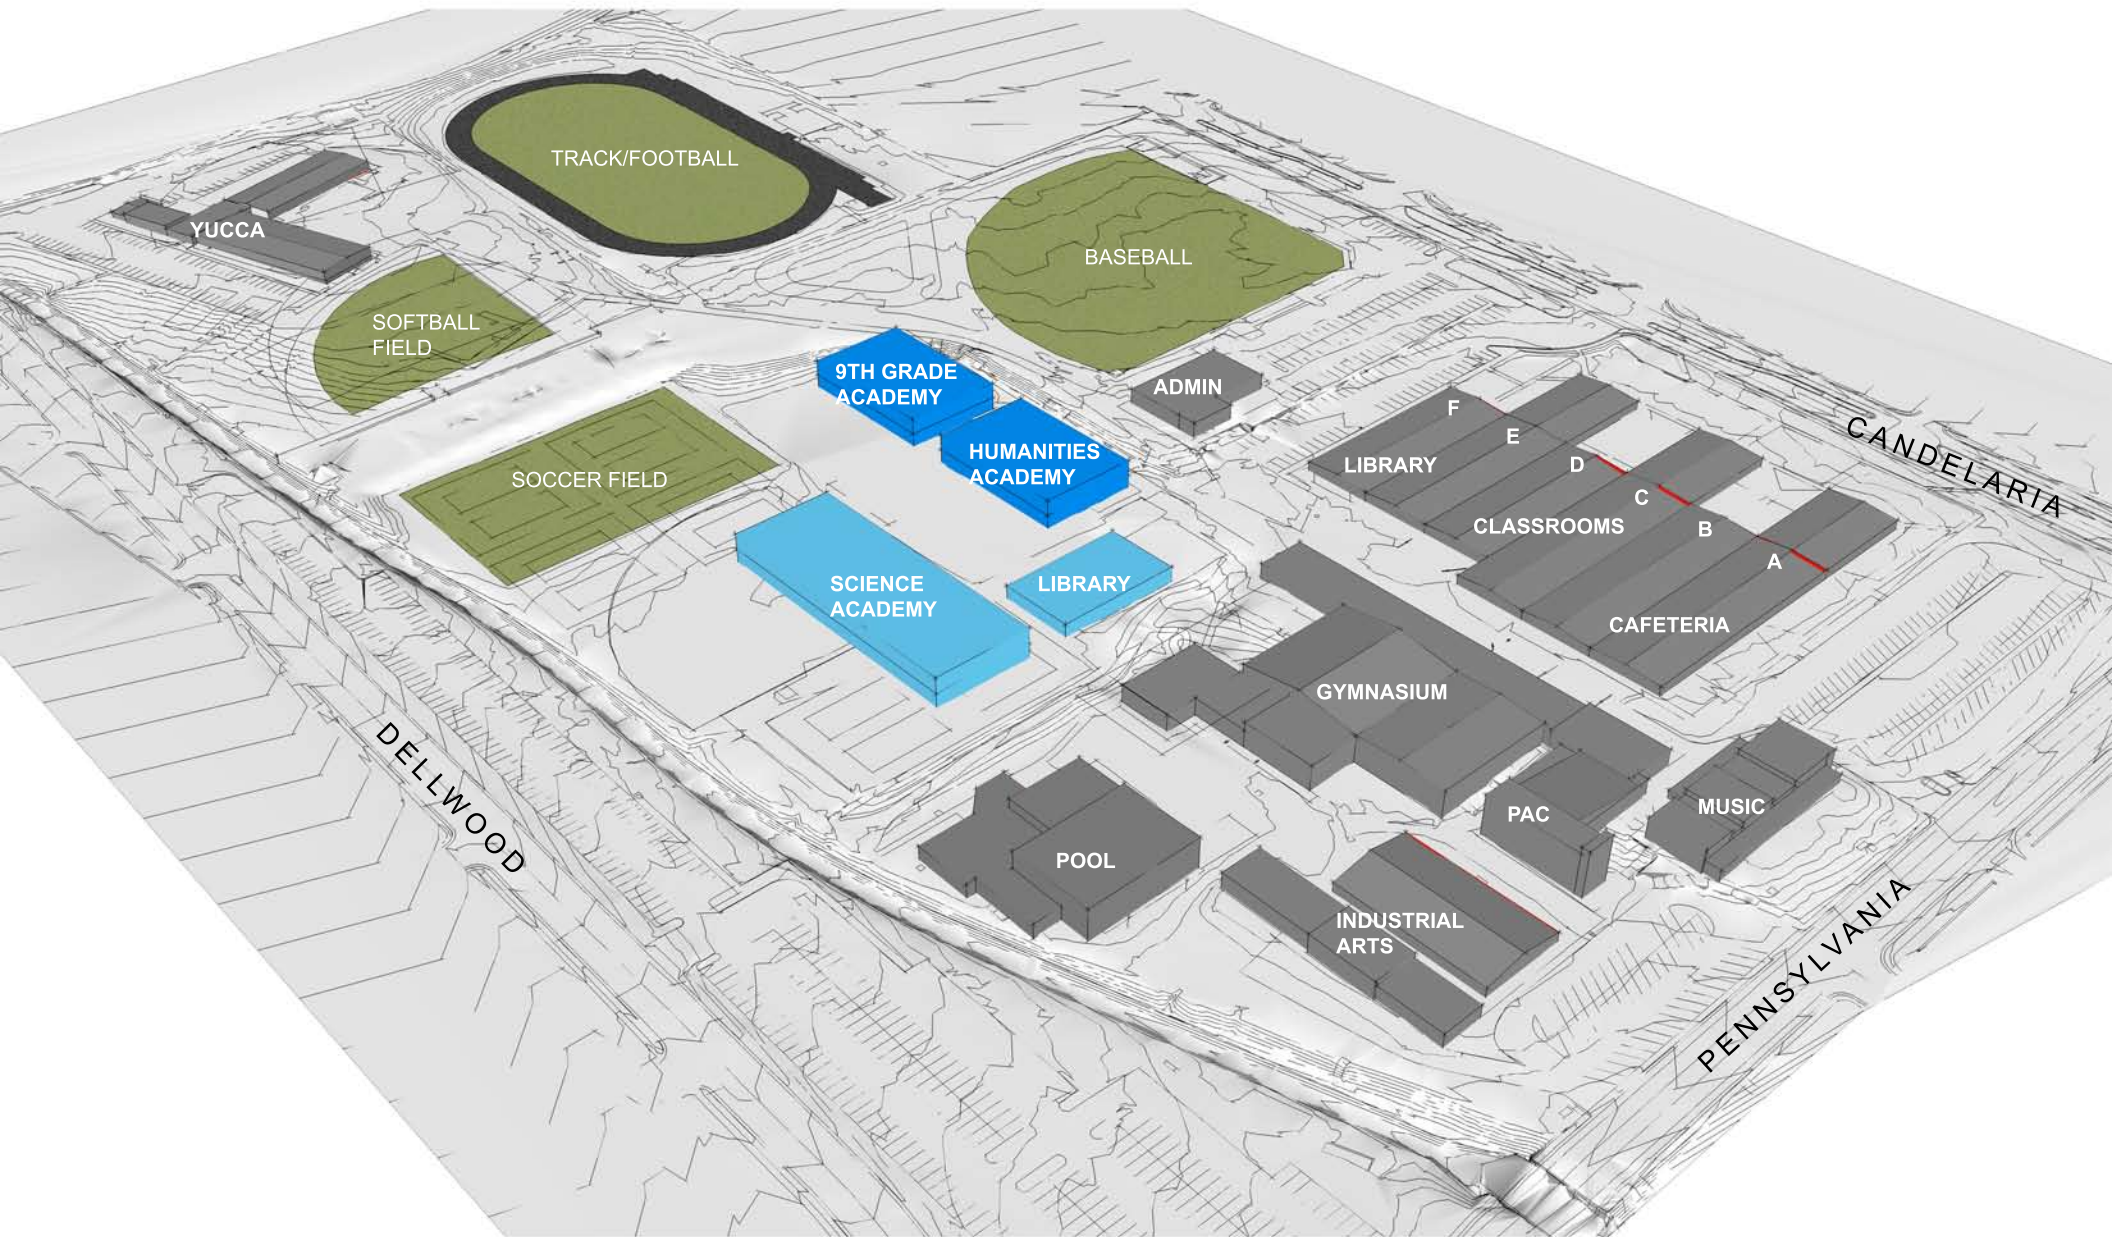 TRACK/FOOTBALL
YUCCA
BASEBALL
SOFTBALL
FIELD
9TH GRADE
ACADEMY
ADMIN
HUMANITIES
ACADEMY
SOCCER FIELD
F
E
D
C
B
A
LIBRARY
CLASSROOMS
CAFETERIA
CANDELARIA
SCIENCE
ACADEMY
LIBRARY
GYMNASIUM
DELLWOOD
PAC
MUSIC
POOL
INDUSTRIAL
ARTS
PENNSYLVANIA